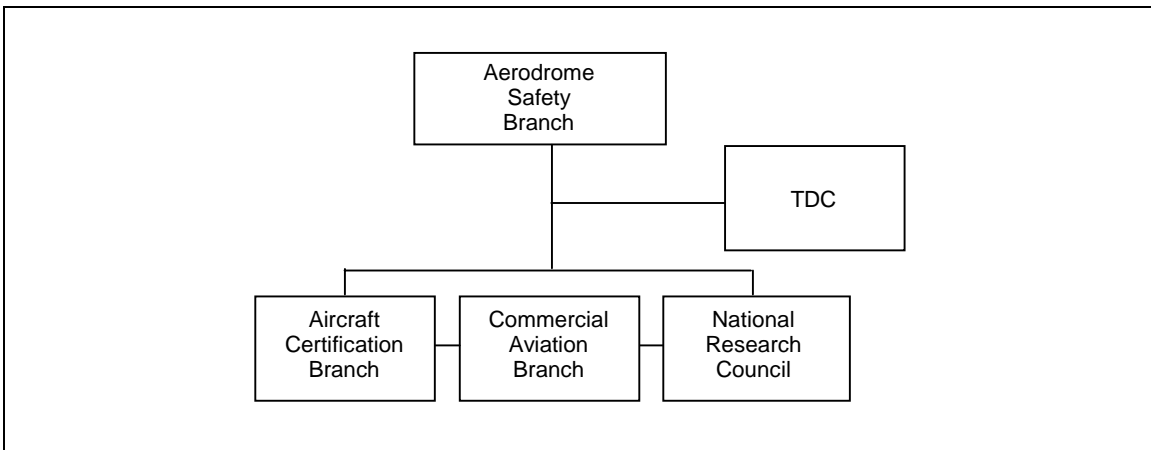 Aerodrome
Safety
Branch
TDC
Aircraft
Certification
Branch
Commercial
Aviation
Branch
National
Research
Council